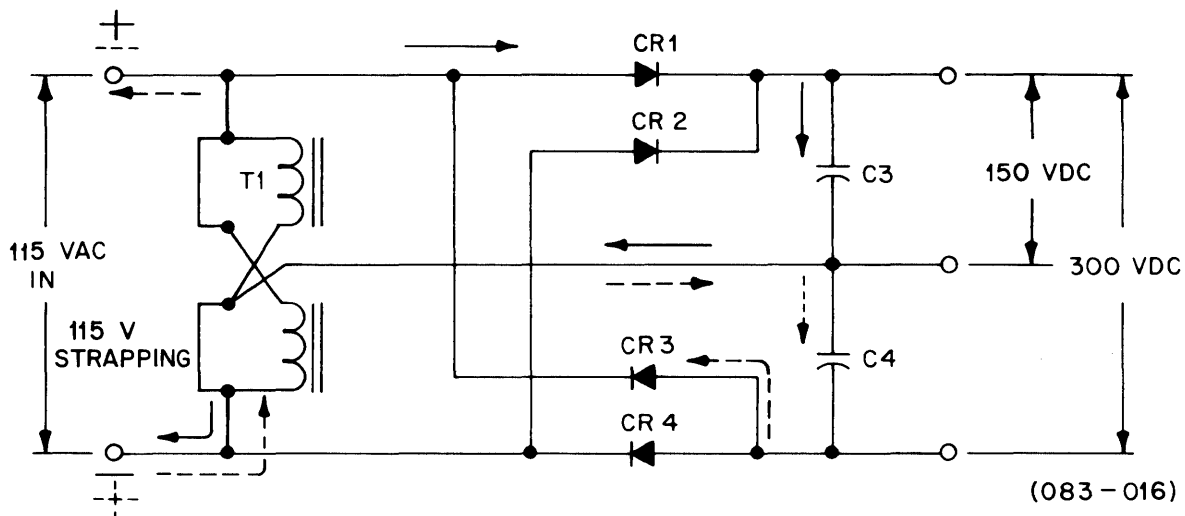 +
CR1
CR 2
T1
C3
150 VDC
115 VAC
IN
300 VDC
115 V
STRAPPING
CR 3
C4
CR 4
(083-016)